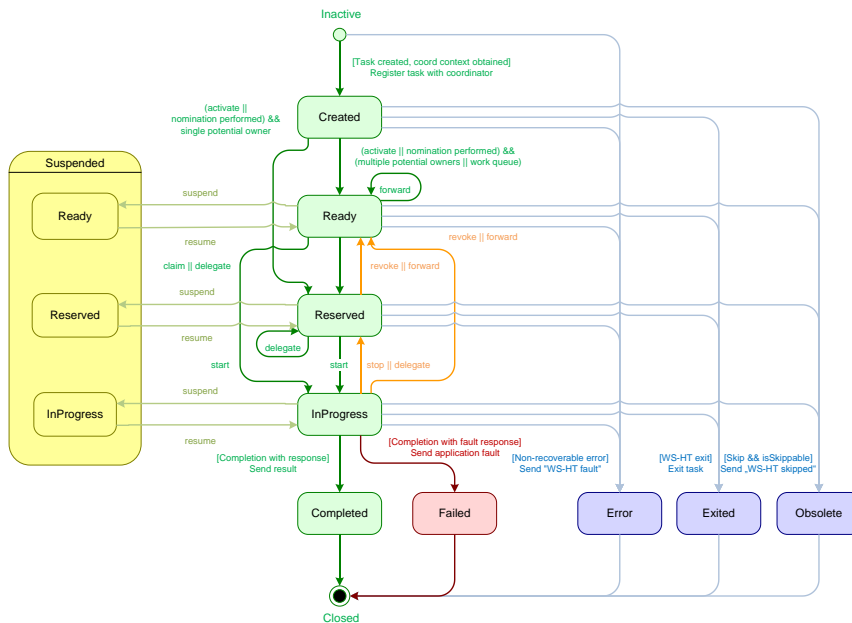 Inactive
[Task created, coord context obtained]
Register task with coordinator
(activate ||
nomination performed) &&
single potential owner
Created
(activate || nomination performed) &&
(multiple potential owners || work queue)
Suspended
forward
suspend
Ready
Ready
resume
revoke || forward
claim || delegate
revoke || forward
suspend
Reserved
Reserved
resume
delegate
start
start
stop || delegate
suspend
InProgress
InProgress
resume
[Completion with response]
Send result
[Completion with fault response]
Send application fault
[Non-recoverable error]
Send "WS-HT fault"
[WS-HT exit]
Exit task
[Skip && isSkippable]
Send „WS-HT skipped"
Completed
Failed
Error
Exited
Obsolete
Closed